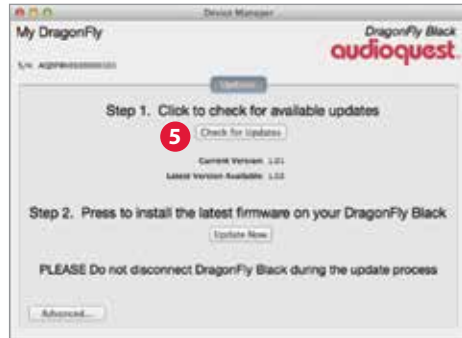 Device Manager
My DragonFly
DragonFly Black
audioquest
Updates
Step 1. Click to check for available updates
5 Check for Updates
Current Version 1.01
Latest Version Available
Step 2. Press to install the latest firmware on your DragonFly Black
Update Now
PLEASE Do not disconnect DragonFly Black during the update process
Advanced...